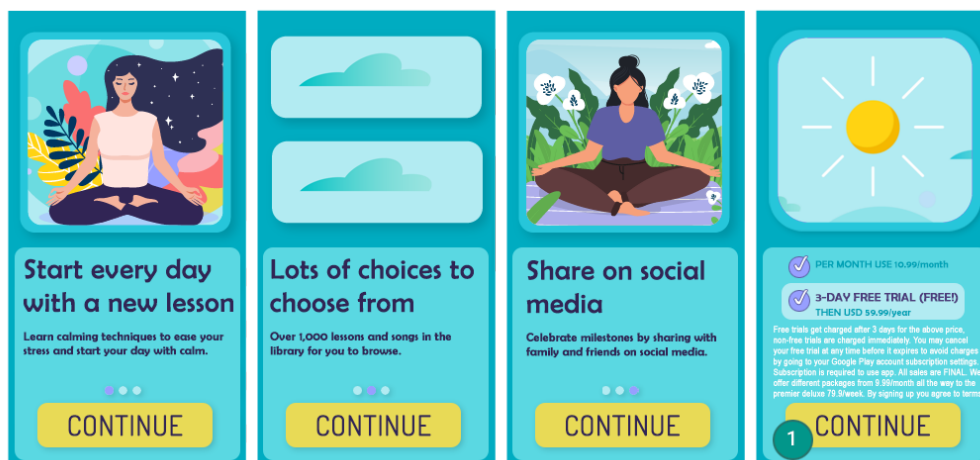 Start every day
with a new lesson
Learn calming techniques to ease your
stress and start your day with calm.
CONTINUE
Lots of choices to
choose from
Over 1,000 lessons and songs in the
library for you to browse.
CONTINUE
Share on social
media
Celebrate milestones by sharing with
family and friends on social media.
CONTINUE
PER MONTH USE 10.99/month
3-DAY FREE TRIAL (FREE!)
THEN USD 59.99/year
Free trials get charged after 3 days for the above price,
non-free trials are charged immediately. You may cancel
your free trial at any time before it expires to avoid charges
by going to your Google Play account subscription settings.
Subscription is required to use app. All sales are FINAL. We
offer different packages from 9.99/month all the way to the
premier deluxe 79.9/week. By signing up you agree to terms
1
CONTINUE